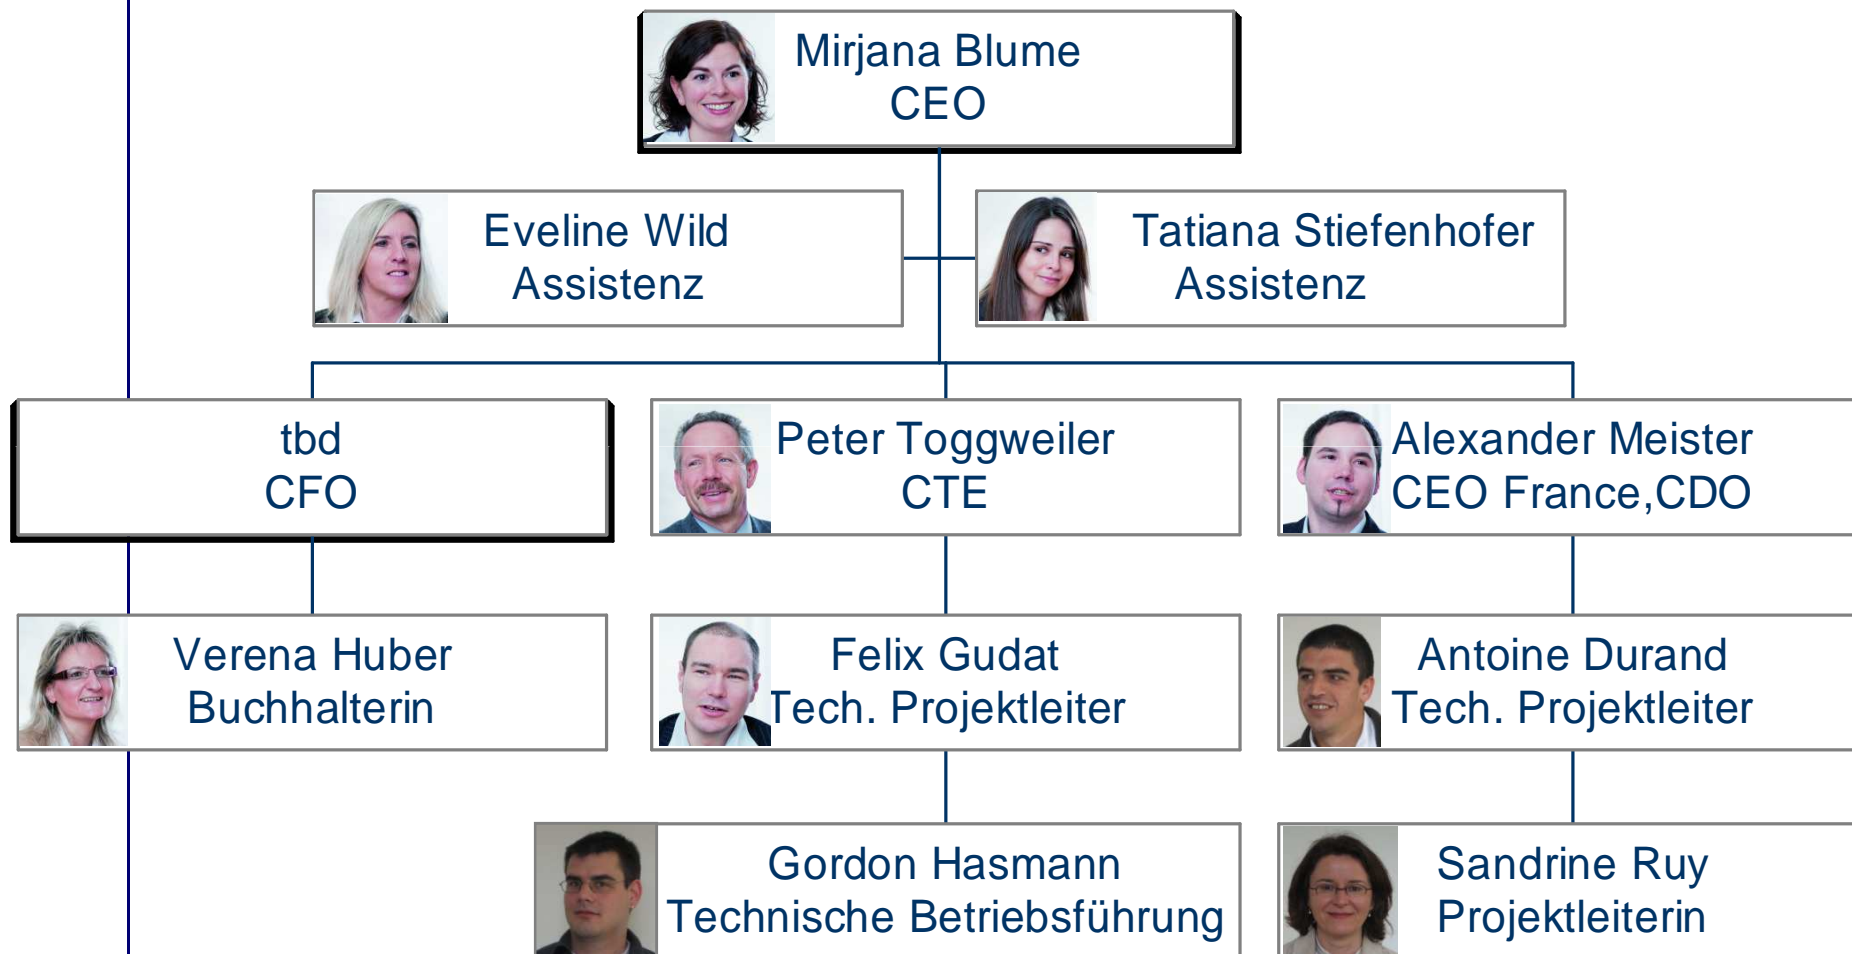 Mirjana Blume
CEO
Eveline Wild
Assistenz
Tatiana Stiefenhofer
Assistenz
tbd
CFO
Peter Toggweiler
CTE
Alexander Meister
CEO France,CDO
Verena Huber
Buchhalterin
Felix Gudat
Tech. Projektleiter
Antoine Durand
Tech. Projektleiter
Gordon Hasmann
Technische Betriebsführung
Sandrine Ruy
Projektleiterin